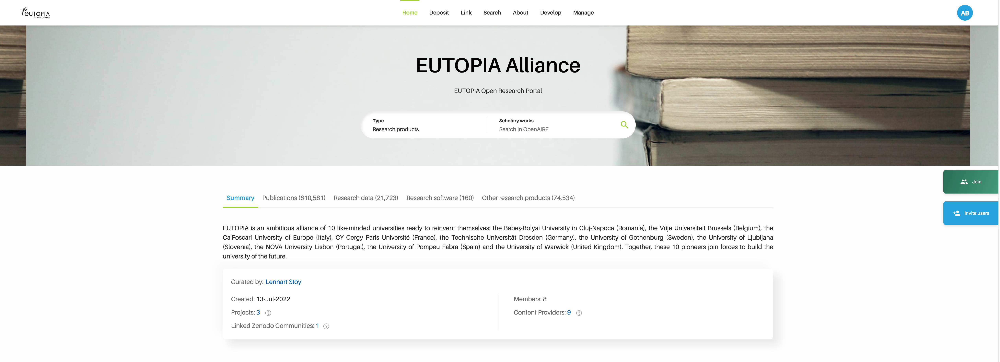 eUTOPIA
European University
Home Deposit Link Search About Develop Manage
AB
EUTOPIA Alliance
EUTOPIA Open Research Portal
Type
Research products
Scholary works
Search in OpenAIRE
Join
Invite users
Summary Publications (610,581) Research data (21,723) Research software (160) Other research products (74,534)
EUTOPIA is an ambitious alliance of 10 like-minded universities ready to reinvent themselves: the Babeș-Bolyai University in Cluj-Napoca (Romania), the Vrije Universiteit Brussels (Belgium), the
Ca'Foscari University of Europe (Italy), CY Cergy Paris Université (France), the Technische Universität Dresden (Germany), the University of Gothenburg (Sweden), the University of Ljubljana
(Slovenia), the NOVA University Lisbon (Portugal), the University of Pompeu Fabra (Spain) and the University of Warwick (United Kingdom). Together, these 10 pioneers join forces to build the
university of the future.
Curated by: Lennart Stoy
Created: 13-Jul-2022
Projects: 3 ?
Linked Zenodo Communities: 1 ?
Members: 8
Content Providers: 9 ?